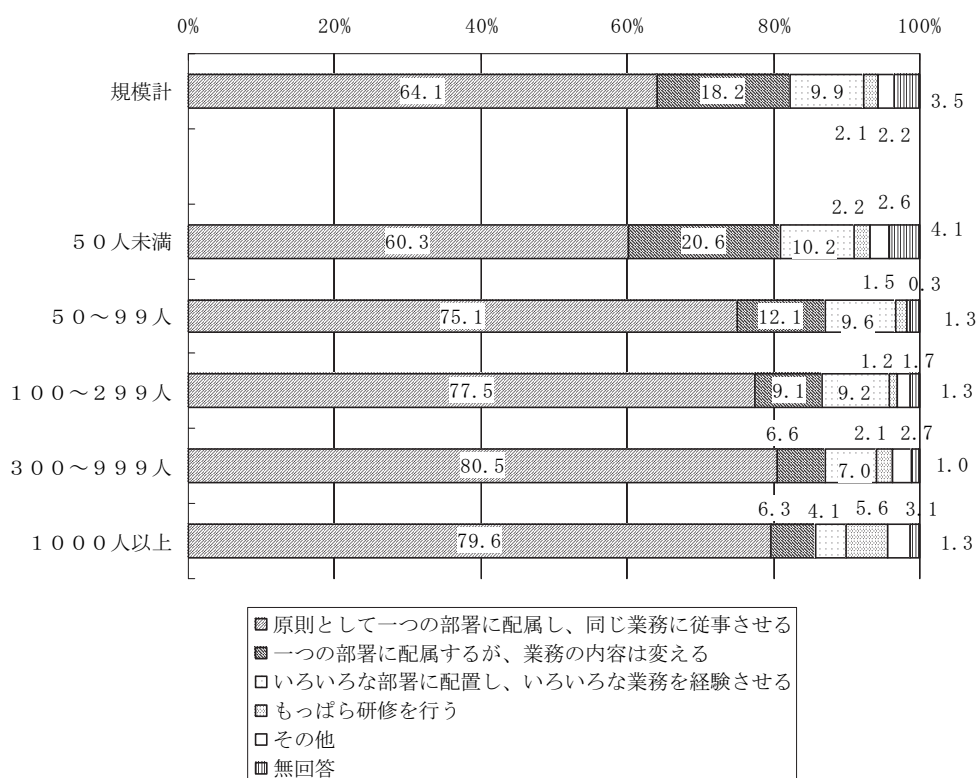 0% 20% 40% 60% 80% 100%
規模計 64.1 18.2 9.9 3.5
2.1 2.2
2.2 2.6
５０人未満 60.3 20.6 10.2 4.1
1.5 0.3
５０～９９人 75.1 12.1 9.6 1.3
1.2 1.7
１００～２９９人 77.5 9.1 9.2 1.3
6.6 2.1 2.7
３００～９９９人 80.5 7.0 1.0
6.3 4.1 5.6 3.1
１０００人以上 79.6 1.3
原則として一つの部署に配属し、同じ業務に従事させる
一つの部署に配属するが、業務の内容は変える
いろいろな部署に配置し、いろいろな業務を経験させる
もっぱら研修を行う
その他
無回答